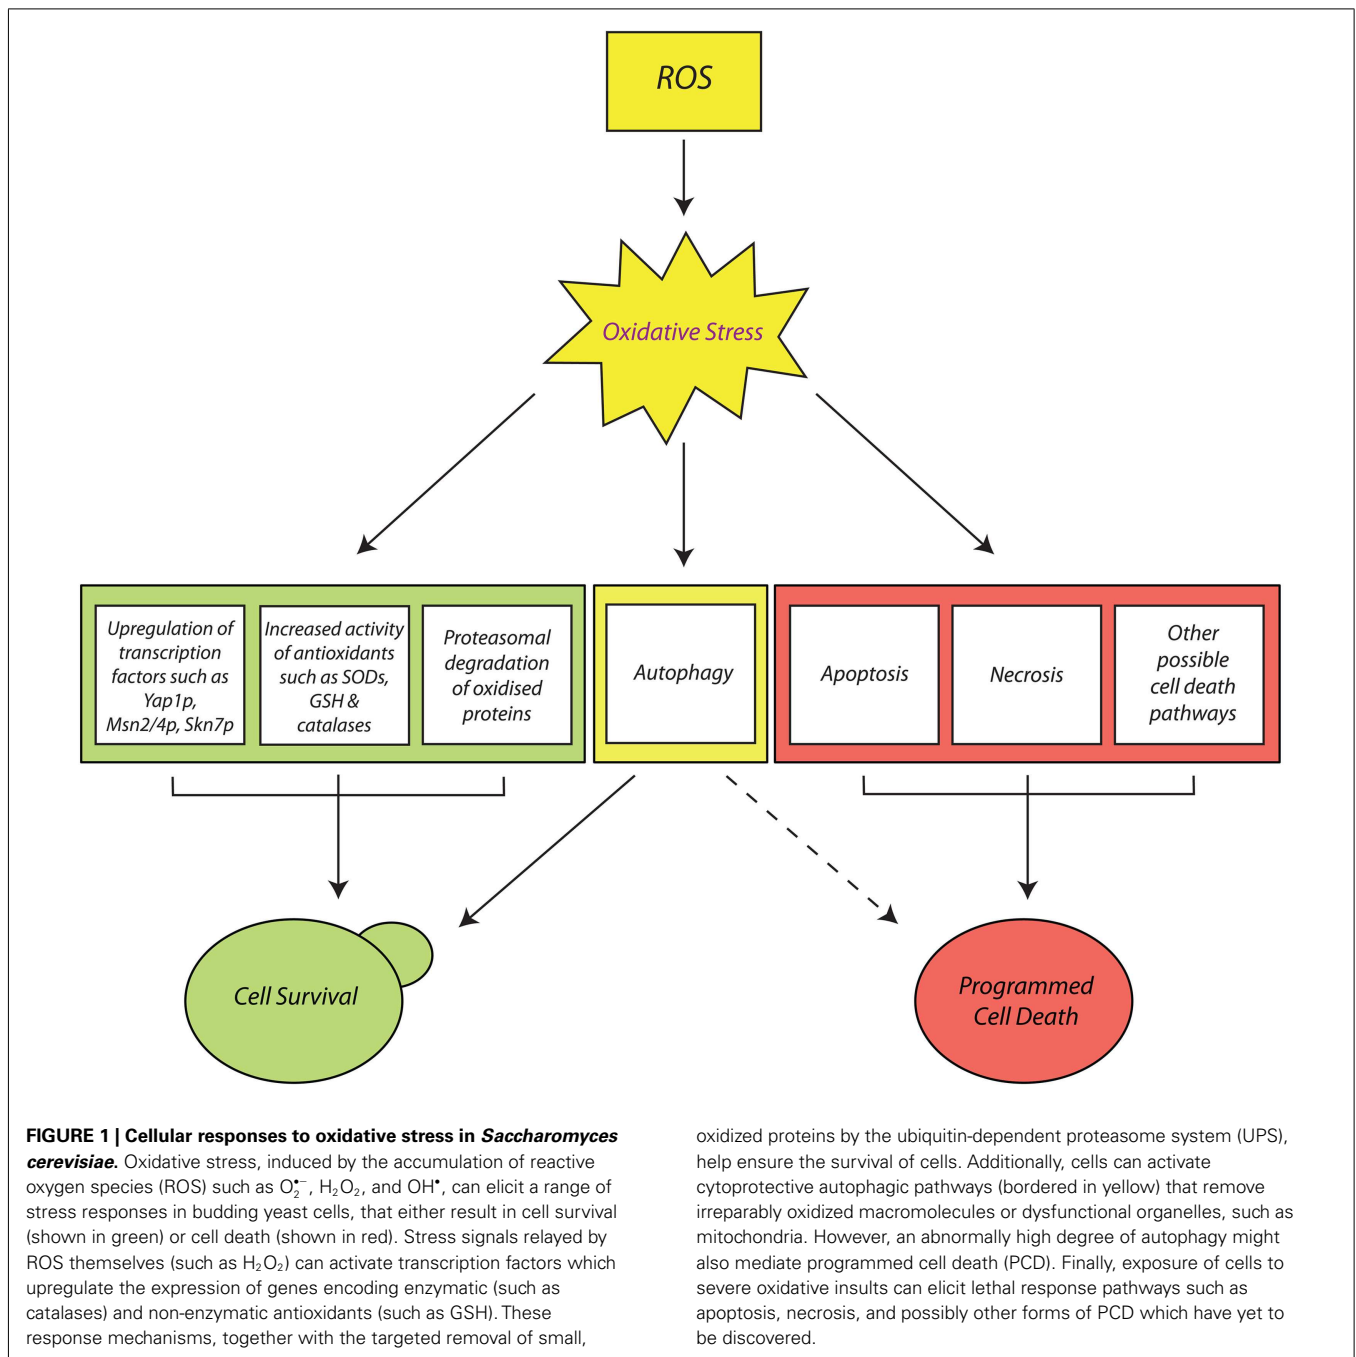 ROS
Oxidative Stress
Upregulation of
transcription
factors such as
Yap1p,
Msn2/4p, Skn7p
Increased activity
of antioxidants
such as SODs,
GSH &
catalases
Proteasomal
degradation
of oxidised
proteins
Autophagy
Apoptosis
Necrosis
Other
possible
cell death
pathways
Cell Survival
Programmed
Cell Death
FIGURE 1 | Cellular responses to oxidative stress in Saccharomyces
cerevisiae. Oxidative stress, induced by the accumulation of reactive
oxygen species (ROS) such as O₂•⁻, H₂O₂, and OH•, can elicit a range of
stress responses in budding yeast cells, that either result in cell survival
(shown in green) or cell death (shown in red). Stress signals relayed by
ROS themselves (such as H₂O₂) can activate transcription factors which
upregulate the expression of genes encoding enzymatic (such as
catalases) and non-enzymatic antioxidants (such as GSH). These
response mechanisms, together with the targeted removal of small,
oxidized proteins by the ubiquitin-dependent proteasome system (UPS),
help ensure the survival of cells. Additionally, cells can activate
cytoprotective autophagic pathways (bordered in yellow) that remove
irreparably oxidized macromolecules or dysfunctional organelles, such as
mitochondria. However, an abnormally high degree of autophagy might
also mediate programmed cell death (PCD). Finally, exposure of cells to
severe oxidative insults can elicit lethal response pathways such as
apoptosis, necrosis, and possibly other forms of PCD which have yet to
be discovered.